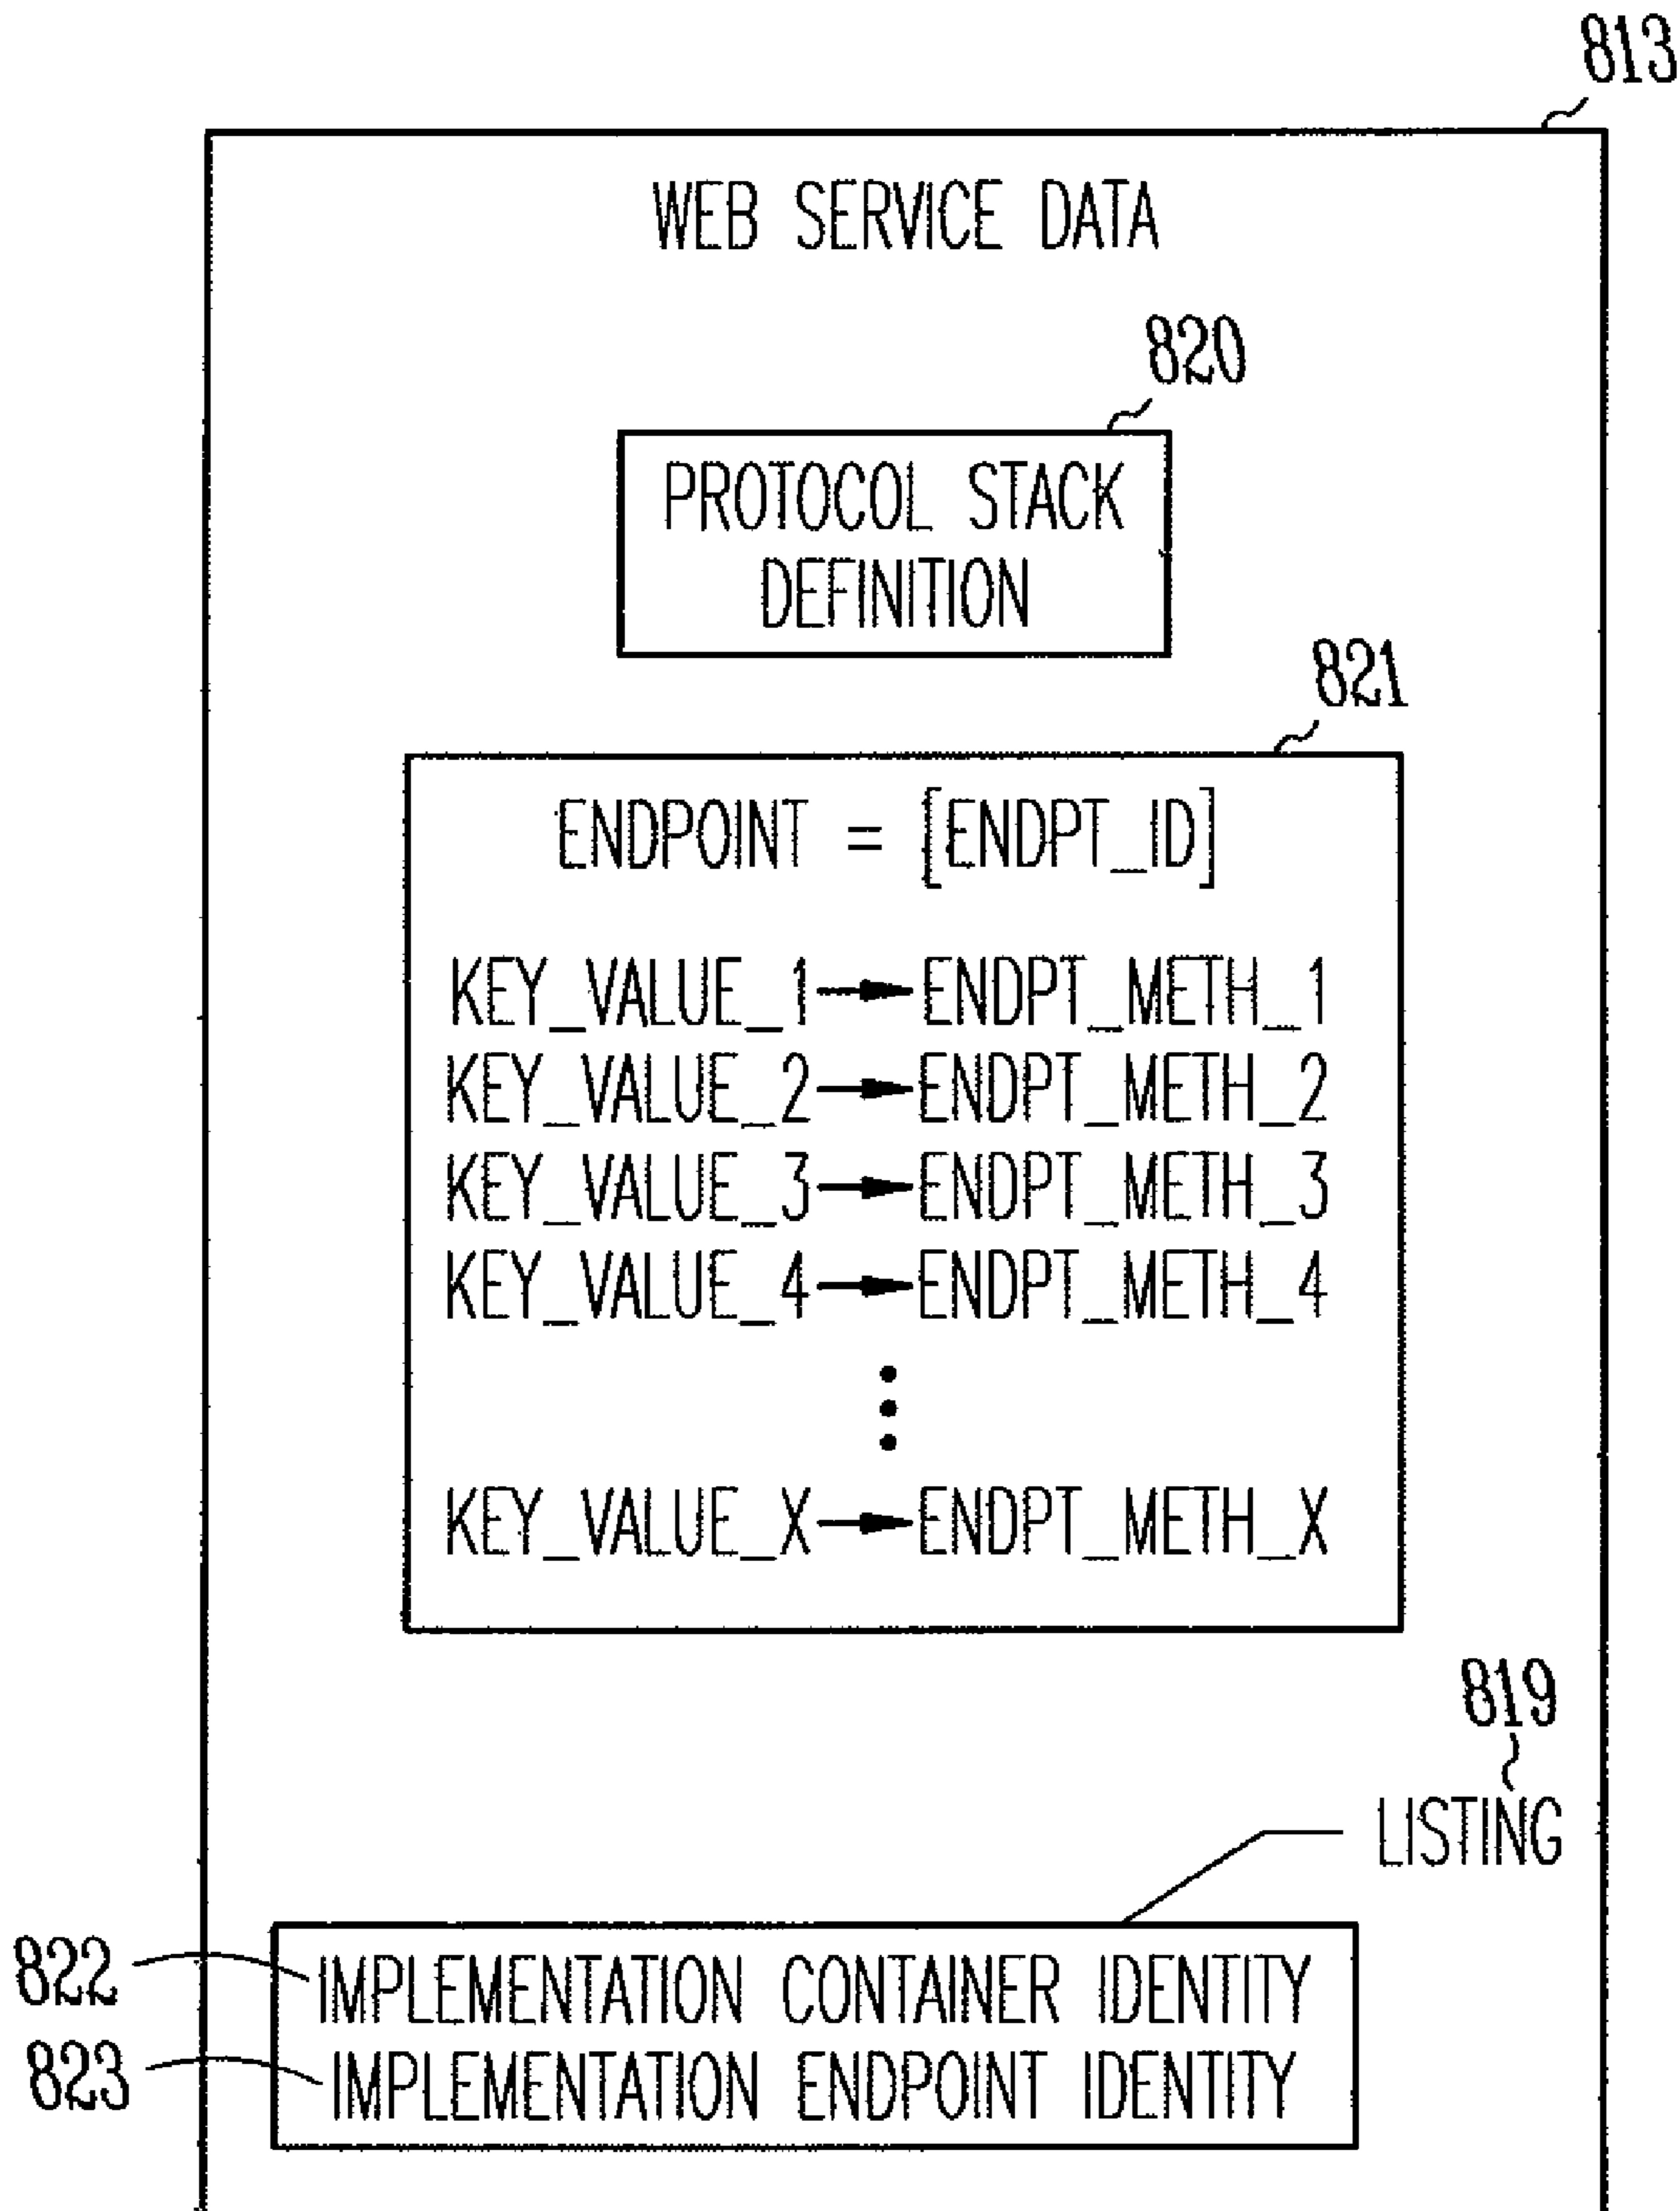 813
WEB SERVICE DATA
820
PROTOCOL STACK
DEFINITION
821
ENDPOINT = [ENDPT_ID]
KEY_VALUE_1 → ENDPT_METH_1
KEY_VALUE_2 → ENDPT_METH_2
KEY_VALUE_3 → ENDPT_METH_3
KEY_VALUE_4 → ENDPT_METH_4
KEY_VALUE_X → ENDPT_METH_X
819
LISTING
822 IMPLEMENTATION CONTAINER IDENTITY
823 IMPLEMENTATION ENDPOINT IDENTITY